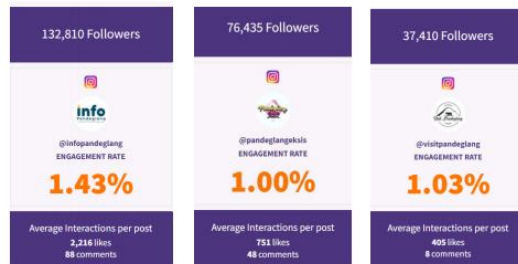 132,810 Followers
info
Pandeglang
@infopandeglang
ENGAGEMENT RATE
1.43%
Average Interactions per post
2,216 likes
88 comments
76,435 Followers
@pandeglangeksis
ENGAGEMENT RATE
1.00%
Average Interactions per post
751 likes
48 comments
37,410 Followers
@visitpandeglang
ENGAGEMENT RATE
1.03%
Average Interactions per post
405 likes
8 comments